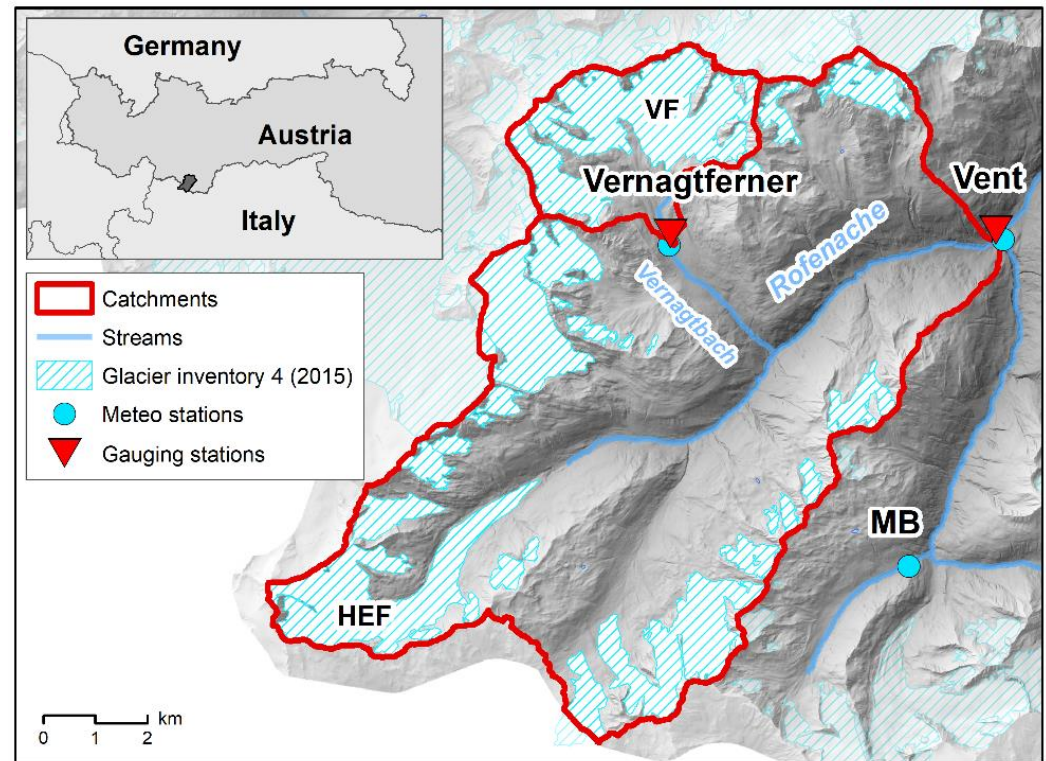 Germany
Austria
Italy
Catchments
Streams
Glacier inventory 4 (2015)
Meteo stations
Gauging stations
VF
Vernagtferner
Vent
Rofenache
Vernagtbach
MB
HEF
km
0 1 2